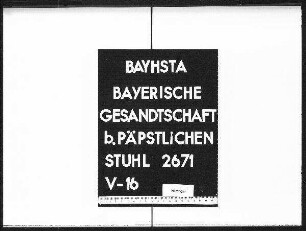 BAYHSTA
BAYERISCHE
GESANDTSCHAFT
b. PÄPSTLICHEN
STUHL 2671
V-16